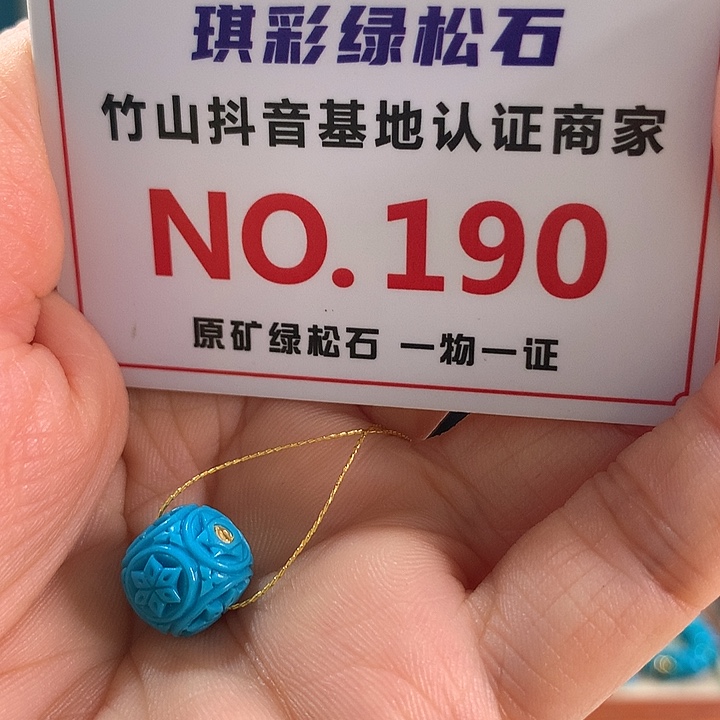 琪彩绿松石
竹山抖音基地认证商家
NO.190
原矿绿松石 一物一证